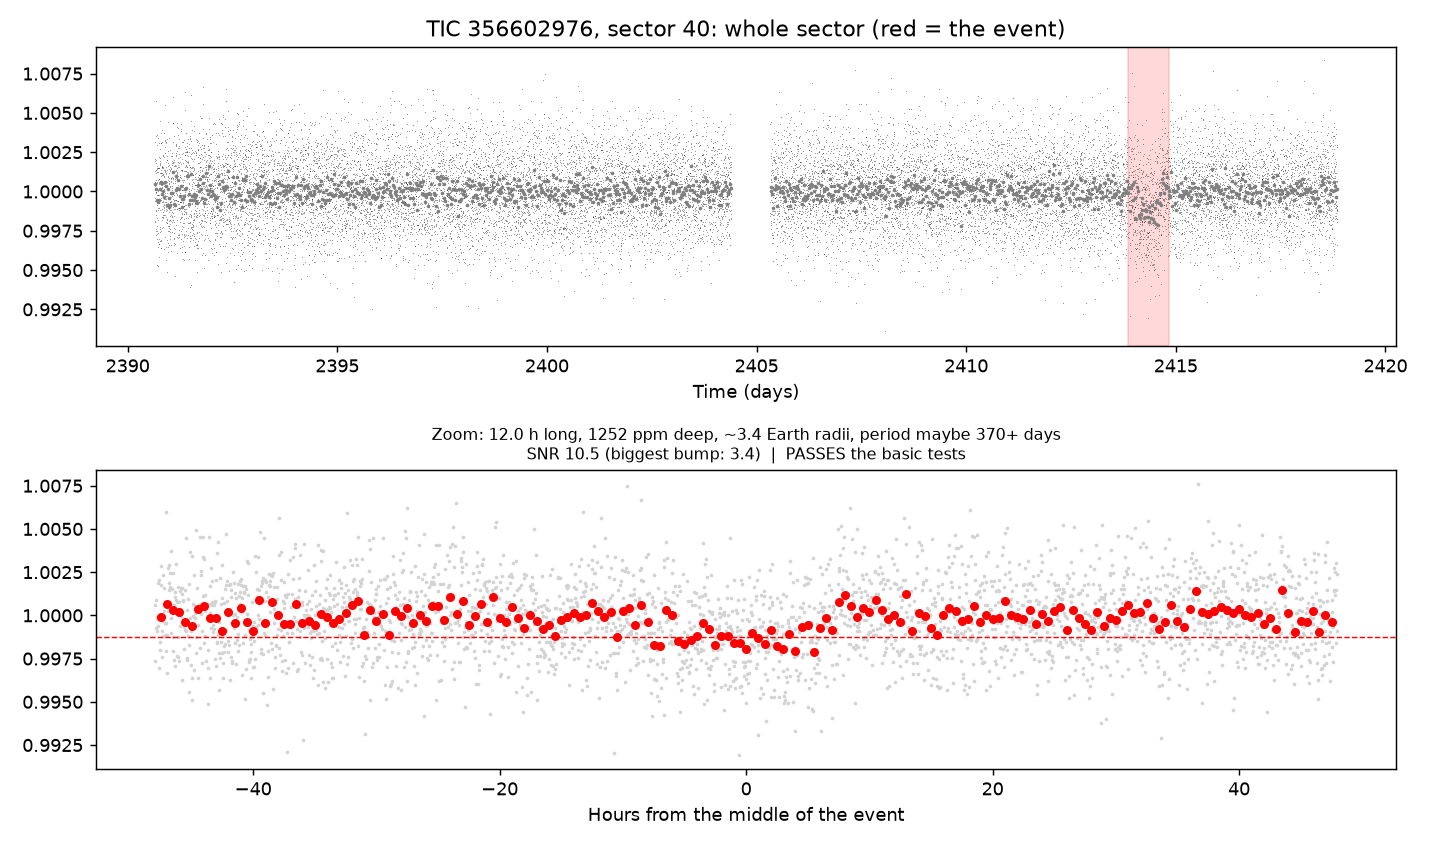 TIC 356602976, sector 40: whole sector (red = the event)
1.0075
1.0050
1.0025
1.0000
0.9975
0.9950
0.9925
2390 2395 2400 2405 2410 2415 2420
Time (days)
Zoom: 12.0 h long, 1252 ppm deep, ~3.4 Earth radii, period maybe 370+ days
SNR 10.5 (biggest bump: 3.4) | PASSES the basic tests
1.0075
1.0050
1.0025
1.0000
0.9975
0.9950
0.9925
−40 −20 0 20 40
Hours from the middle of the event